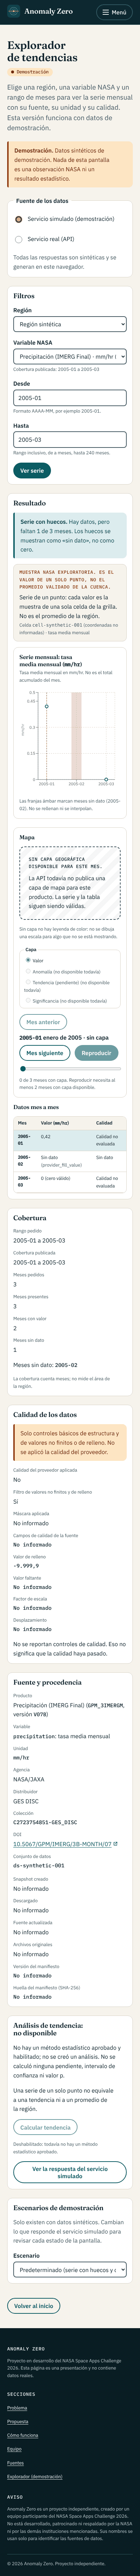 Anomaly Zero
Menú
Explorador
de tendencias
Demostración
Elige una región, una variable NASA y un
rango de meses para ver la serie mensual
con su fuente, su unidad y su calidad.
Esta versión funciona con datos de
demostración.
Demostración. Datos sintéticos de
demostración. Nada de esta pantalla
es una observación NASA ni un
resultado estadístico.
Fuente de los datos
Servicio simulado (demostración)
Servicio real (API)
Todas las respuestas son sintéticas y se
generan en este navegador.
Filtros
Región
Región sintética
Variable NASA
Precipitación (IMERG Final) · mm/hr
Cobertura publicada: 2005-01 a 2005-03
Desde
2005-01
Formato AAAA-MM, por ejemplo 2005-01.
Hasta
2005-03
Rango inclusivo, de a meses, hasta 240 meses.
Ver serie
Resultado
Serie con huecos. Hay datos, pero
faltan 1 de 3 meses. Los huecos se
muestran como «sin dato», no como
cero.
MUESTRA NASA EXPLORATORIA. ES EL
VALOR DE UN SOLO PUNTO, NO EL
PROMEDIO VALIDADO DE LA CUENCA.
Serie de un punto: cada valor es la
muestra de una sola celda de la grilla.
No es el promedio de la región.
Celda cell-synthetic-001 (coordenadas no
informadas) · tasa media mensual
Serie mensual: tasa
media mensual (mm/hr)
Tasa media mensual en mm/hr. No es el total
acumulado del mes.
0.5
0.45
0.3
0.15
0
mm/hr
2005-01
2005-02
2005-03
Las franjas ámbar marcan meses sin dato (2005-
02). No se rellenan ni se interpolan.
Mapa
SIN CAPA GEOGRÁFICA
DISPONIBLE PARA ESTE MES.
La API todavía no publica una
capa de mapa para este
producto. La serie y la tabla
siguen siendo válidas.
Sin capa no hay leyenda de color: no se dibuja
una escala para algo que no se está mostrando.
Capa
Valor
Anomalía (no disponible todavía)
Tendencia (pendiente) (no disponible
todavía)
Significancia (no disponible todavía)
Mes anterior
2005-01 enero de 2005 · sin capa
Mes siguiente
Reproducir
0 de 3 meses con capa. Reproducir necesita al
menos 2 meses con capa disponible.
Datos mes a mes
Mes Valor (mm/hr) Calidad
2005-01 0,42 Calidad no evaluada
2005-02 Sin dato (provider_fill_value) Sin dato
2005-03 0 (cero válido) Calidad no evaluada
Cobertura
Rango pedido
2005-01 a 2005-03
Cobertura publicada
2005-01 a 2005-03
Meses pedidos
3
Meses presentes
3
Meses con valor
2
Meses sin dato
1
Meses sin dato: 2005-02
La cobertura cuenta meses; no mide el área de
la región.
Calidad de los datos
Solo controles básicos de estructura y
de valores no finitos o de relleno. No
se aplicó la calidad del proveedor.
Calidad del proveedor aplicada
No
Filtro de valores no finitos y de relleno
Sí
Máscara aplicada
No informado
Campos de calidad de la fuente
No informado
Valor de relleno
-9.999,9
Valor faltante
No informado
Factor de escala
No informado
Desplazamiento
No informado
No se reportan controles de calidad. Eso no
significa que la calidad haya pasado.
Fuente y procedencia
Producto
Precipitación (IMERG Final) (GPM_3IMERGM,
versión V07B)
Variable
precipitation: tasa media mensual
Unidad
mm/hr
Agencia
NASA/JAXA
Distribuidor
GES DISC
Colección
C2723754851-GES_DISC
DOI
10.5067/GPM/IMERG/3B-MONTH/07
Conjunto de datos
ds-synthetic-001
Snapshot creado
No informado
Descargado
No informado
Fuente actualizada
No informado
Archivos originales
No informado
Versión del manifiesto
No informado
Huella del manifiesto (SHA-256)
No informado
Análisis de tendencia:
no disponible
No hay un método estadístico aprobado y
habilitado; no se creó un análisis. No se
calculó ninguna pendiente, intervalo de
confianza ni valor p.
Una serie de un solo punto no equivale
a una tendencia ni a un promedio de
la región.
Calcular tendencia
Deshabilitado: todavía no hay un método
estadístico aprobado.
Ver la respuesta del servicio
simulado
Escenarios de demostración
Solo existen con datos sintéticos. Cambian
lo que responde el servicio simulado para
revisar cada estado de la pantalla.
Escenario
Predeterminado (serie con huecos y
Volver al inicio
ANOMALY ZERO
Proyecto en desarrollo del NASA Space Apps Challenge
2026. Esta página es una presentación y no contiene
datos reales.
SECCIONES
Problema
Propuesta
Cómo funciona
Equipo
Fuentes
Explorador (demostración)
AVISO
Anomaly Zero es un proyecto independiente, creado por un
equipo participante del NASA Space Apps Challenge 2026.
No está desarrollado, patrocinado ni respaldado por la NASA
ni por las demás instituciones mencionadas. Sus nombres se
usan solo para identificar las fuentes de datos.
© 2026 Anomaly Zero. Proyecto independiente.